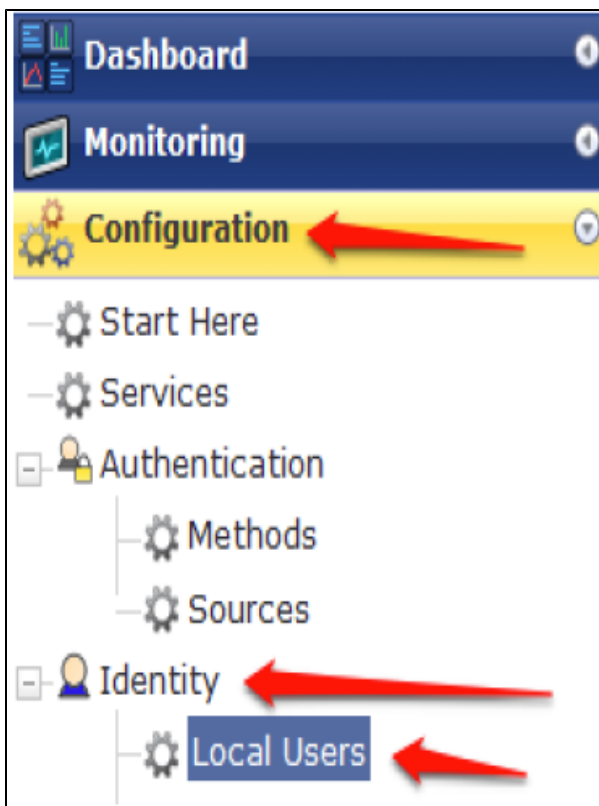 Dashboard
Monitoring
Configuration
Start Here
Services
Authentication
Methods
Sources
Identity
Local Users